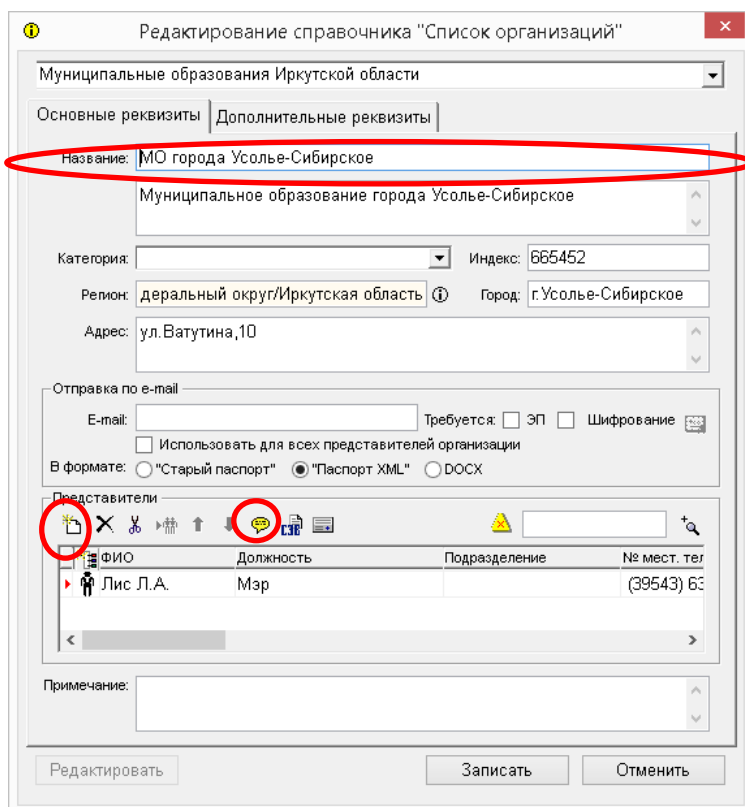 Редактирование справочника "Список организаций"
Муниципальные образования Иркутской области
Основные реквизиты Дополнительные реквизиты
Название: МО города Усолье-Сибирское
Муниципальное образование города Усолье-Сибирское
Категория: Индекс: 665452
Регион: деральный округ/Иркутская область Город: г.Усолье-Сибирское
Адрес: ул.Ватутина,10
Отправка по e-mail
E-mail: Требуется: ЭП Шифрование
Использовать для всех представителей организации
В формате: "Старый паспорт" "Паспорт XML" DOCX
Представители
СЭВ
ФИО Должность Подразделение № мест. тел
Лис Л.А. Мэр (39543) 63
Примечание:
Редактировать Записать Отменить